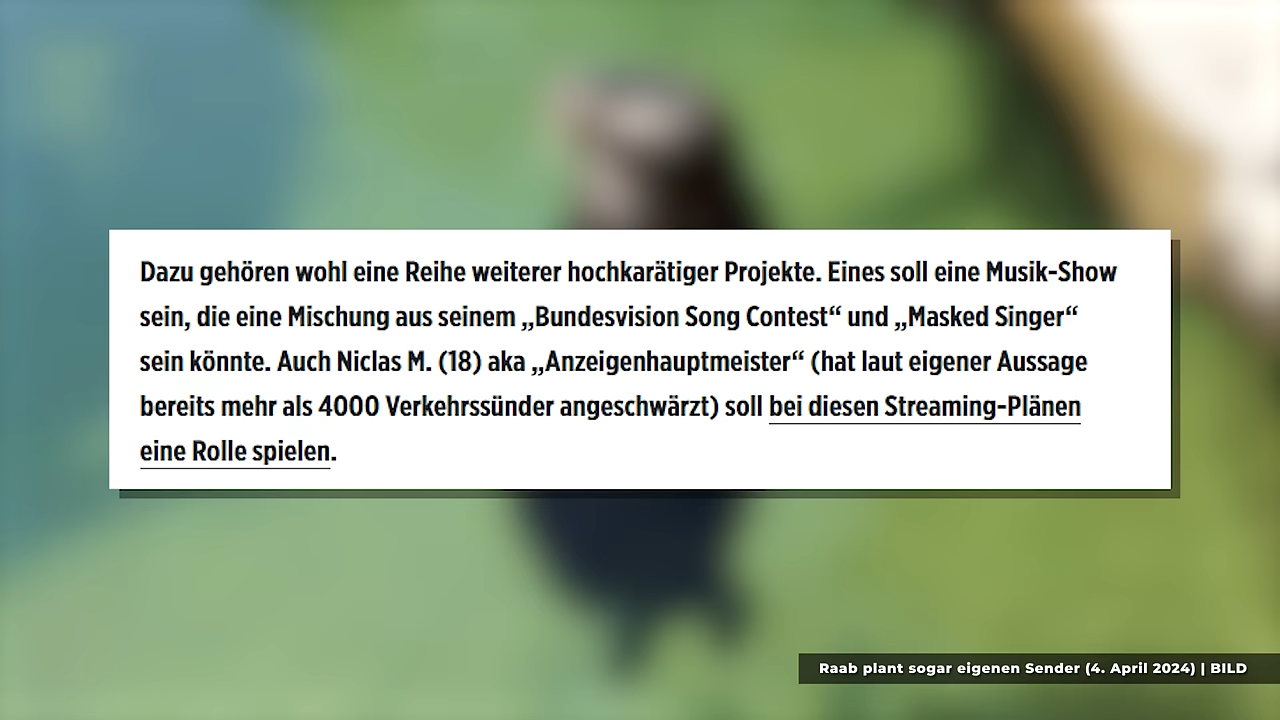 Dazu gehören wohl eine Reihe weiterer hochkarätiger Projekte. Eines soll eine Musik-Show
sein, die eine Mischung aus seinem „Bundesvision Song Contest“ und „Masked Singer“
sein könnte. Auch Niclas M. (18) aka „Anzeigenhauptmeister“ (hat laut eigener Aussage
bereits mehr als 4000 Verkehrssünder angeschwärzt) soll bei diesen Streaming-Plänen
eine Rolle spielen.
Raab plant sogar eigenen Sender (4. April 2024) | BILD